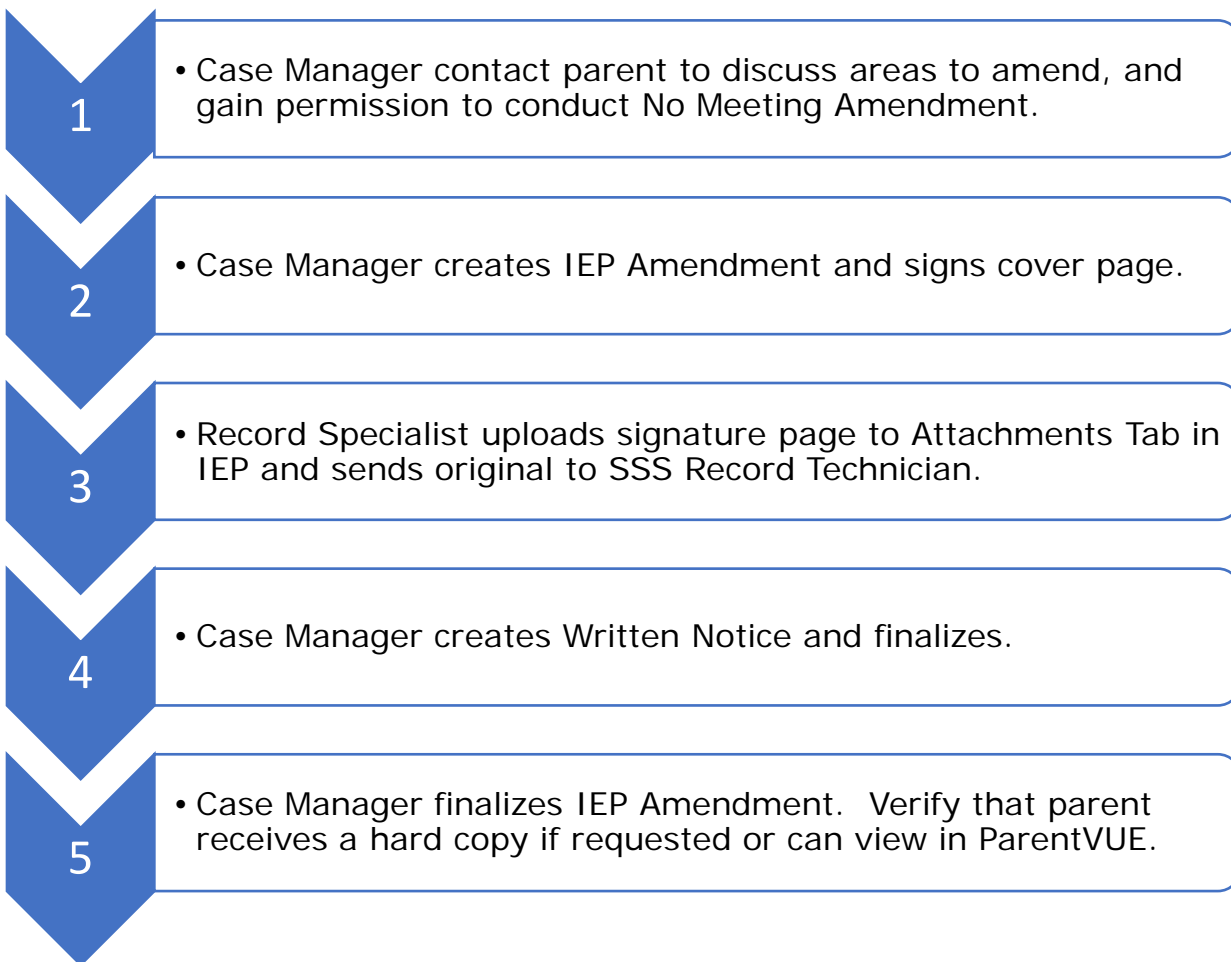 1
• Case Manager contact parent to discuss areas to amend, and
gain permission to conduct No Meeting Amendment.
2
• Case Manager creates IEP Amendment and signs cover page.
3
• Record Specialist uploads signature page to Attachments Tab in
IEP and sends original to SSS Record Technician.
4
• Case Manager creates Written Notice and finalizes.
5
• Case Manager finalizes IEP Amendment.  Verify that parent
receives a hard copy if requested or can view in ParentVUE.